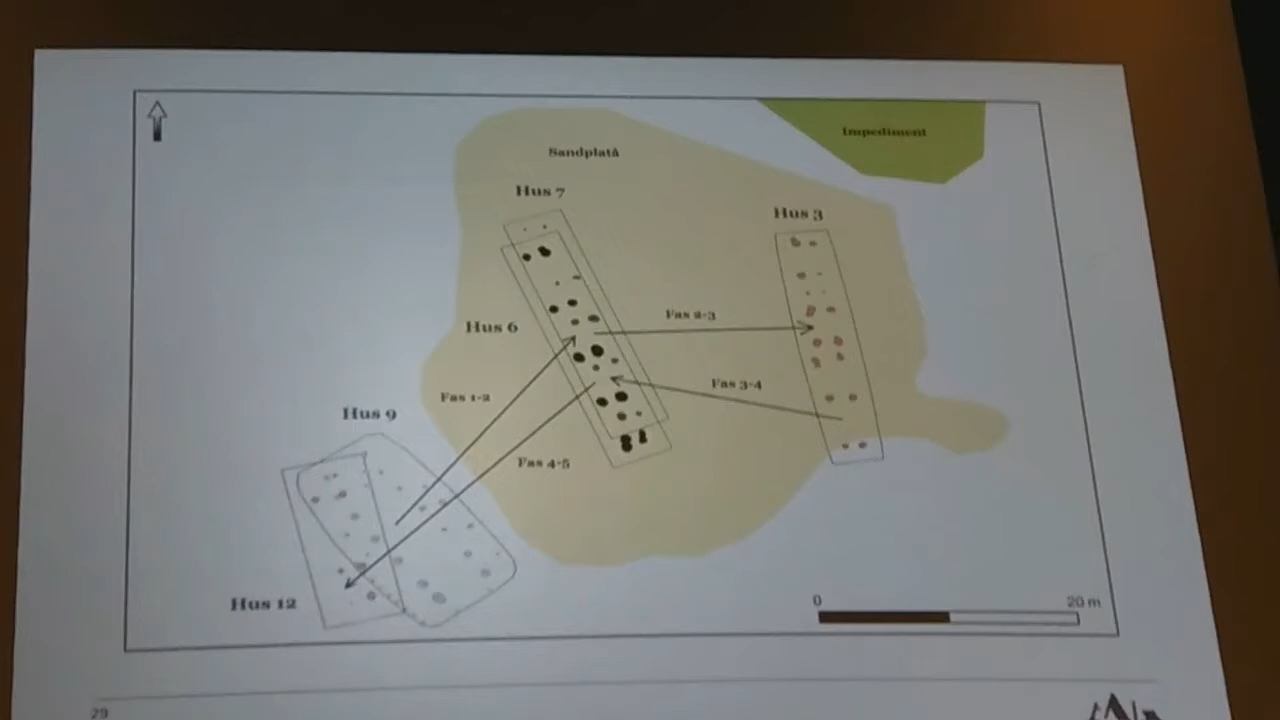 Impediment
Sandplatå
Hus 7
Hus 3
Fas 2-3
Hus 6
Fas 3-4
Fas 1-2
Hus 9
Fas 4-5
Hus 12
0 20 m
29